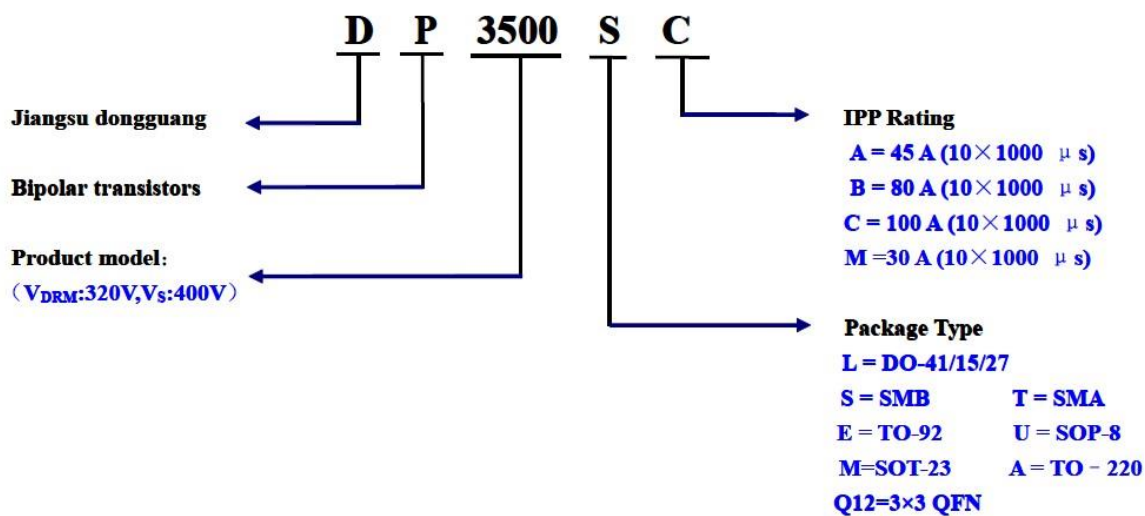 D P 3500 S C
Jiangsu dongguang
Bipolar transistors
Product model：
（VDRM:320V,VS:400V）
IPP Rating
A = 45 A (10×1000 μs)
B = 80 A (10×1000 μs)
C = 100 A (10×1000 μs)
M =30 A (10×1000 μs)
Package Type
L = DO-41/15/27
S = SMB T = SMA
E = TO-92 U = SOP-8
M=SOT-23 A = TO－220
Q12=3×3 QFN